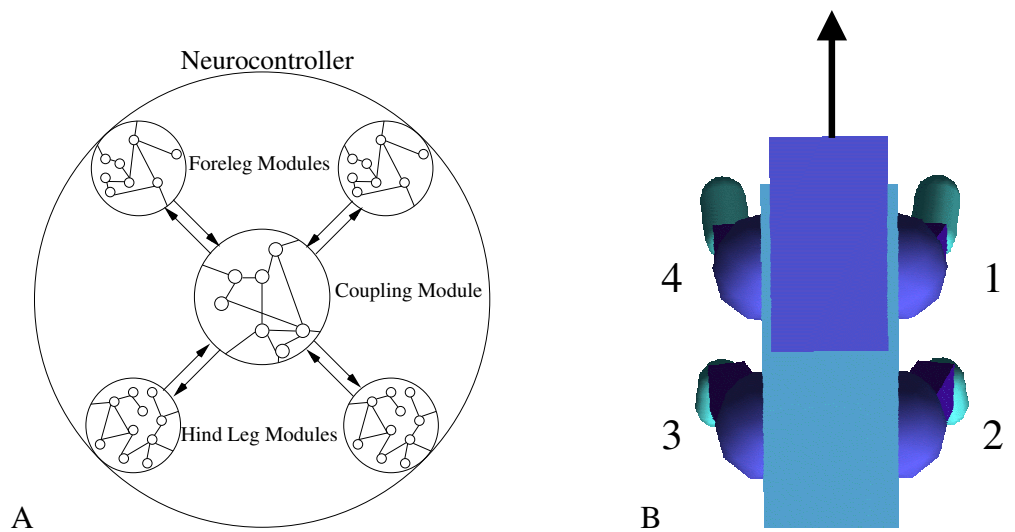 Neurocontroller
Foreleg Modules
Coupling Module
Hind Leg Modules
A
4
1
3
2
B